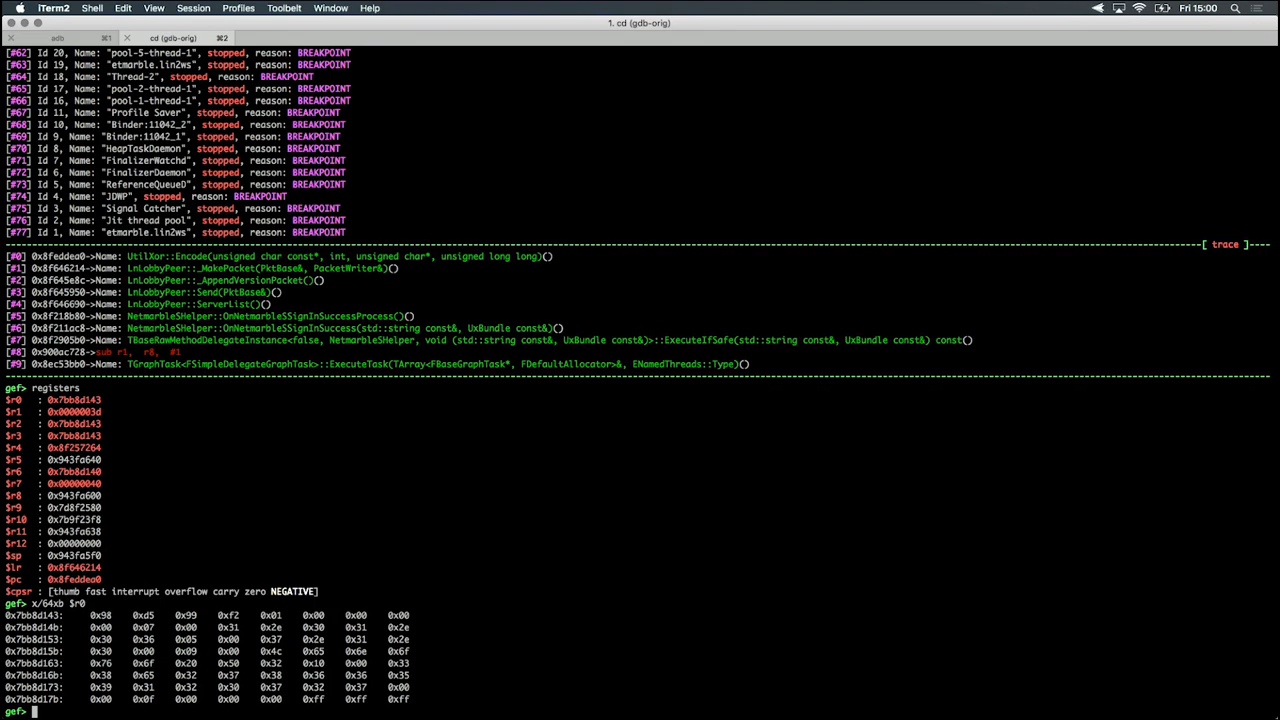 iTerm2 Shell Edit View Session Profiles Toolbelt Window Help Fri 15:00
1. cd (gdb-orig)
adb ⌘1 cd (gdb-orig) ⌘2
[#62] Id 20, Name: "pool-5-thread-1", stopped, reason: BREAKPOINT
[#63] Id 19, Name: "etmarble.lin2ws", stopped, reason: BREAKPOINT
[#64] Id 18, Name: "Thread-2", stopped, reason: BREAKPOINT
[#65] Id 17, Name: "pool-2-thread-1", stopped, reason: BREAKPOINT
[#66] Id 16, Name: "pool-1-thread-1", stopped, reason: BREAKPOINT
[#67] Id 11, Name: "Profile Saver", stopped, reason: BREAKPOINT
[#68] Id 10, Name: "Binder:11042_2", stopped, reason: BREAKPOINT
[#69] Id 9, Name: "Binder:11042_1", stopped, reason: BREAKPOINT
[#70] Id 8, Name: "HeapTaskDaemon", stopped, reason: BREAKPOINT
[#71] Id 7, Name: "FinalizerWatchd", stopped, reason: BREAKPOINT
[#72] Id 6, Name: "FinalizerDaemon", stopped, reason: BREAKPOINT
[#73] Id 5, Name: "ReferenceQueueD", stopped, reason: BREAKPOINT
[#74] Id 4, Name: "JDWP", stopped, reason: BREAKPOINT
[#75] Id 3, Name: "Signal Catcher", stopped, reason: BREAKPOINT
[#76] Id 2, Name: "Jit thread pool", stopped, reason: BREAKPOINT
[#77] Id 1, Name: "etmarble.lin2ws", stopped, reason: BREAKPOINT
[ trace ]
[#0] 0x8feddea0->Name: UtilXor::Encode(unsigned char const*, int, unsigned char*, unsigned long long)()
[#1] 0x8f646214->Name: LnLobbyPeer::_MakePacket(PktBase&, PacketWriter&)()
[#2] 0x8f645e8c->Name: LnLobbyPeer::_AppendVersionPacket()()
[#3] 0x8f645950->Name: LnLobbyPeer::Send(PktBase&)()
[#4] 0x8f646690->Name: LnLobbyPeer::ServerList()()
[#5] 0x8f218b80->Name: NetmarbleSHelper::OnNetmarbleSSignInSuccessProcess()()
[#6] 0x8f211ac8->Name: NetmarbleSHelper::OnNetmarbleSSignInSuccess(std::string const&, UxBundle const&)()
[#7] 0x8f2905b0->Name: TBaseRawMethodDelegateInstance<false, NetmarbleSHelper, void (std::string const&, UxBundle const&)>::ExecuteIfSafe(std::string const&, UxBundle const&) const()
[#8] 0x900ac728->sub r1, r8, #1
[#9] 0x8ec53bb0->Name: TGraphTask<FSimpleDelegateGraphTask>::ExecuteTask(TArray<FBaseGraphTask*, FDefaultAllocator>&, ENamedThreads::Type)()
gef> registers
$r0 : 0x7bb8d143
$r1 : 0x0000003d
$r2 : 0x7bb8d143
$r3 : 0x7bb8d143
$r4 : 0x8f257264
$r5 : 0x943fa640
$r6 : 0x7bb8d140
$r7 : 0x00000040
$r8 : 0x943fa600
$r9 : 0x7d8f2580
$r10 : 0x7b9f23f8
$r11 : 0x943fa638
$r12 : 0x00000000
$sp : 0x943fa5f0
$lr : 0x8f646214
$pc : 0x8feddea0
$cpsr : [thumb fast interrupt overflow carry zero NEGATIVE]
gef> x/64xb $r0
0x7bb8d143: 0x98 0xd5 0x99 0xf2 0x01 0x00 0x00 0x00
0x7bb8d14b: 0x00 0x07 0x00 0x31 0x2e 0x30 0x31 0x2e
0x7bb8d153: 0x30 0x36 0x05 0x00 0x37 0x2e 0x31 0x2e
0x7bb8d15b: 0x30 0x00 0x09 0x00 0x4c 0x65 0x6e 0x6f
0x7bb8d163: 0x76 0x6f 0x20 0x50 0x32 0x10 0x00 0x33
0x7bb8d16b: 0x38 0x65 0x32 0x37 0x38 0x36 0x36 0x35
0x7bb8d173: 0x39 0x31 0x32 0x30 0x37 0x32 0x37 0x00
0x7bb8d17b: 0x00 0x0f 0x00 0x00 0x00 0xff 0xff 0xff
gef>